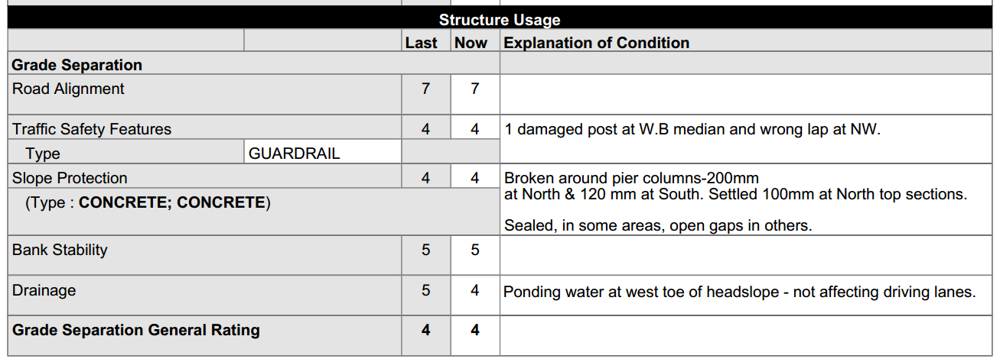 Structure Usage
Last Now Explanation of Condition
Grade Separation
Road Alignment 7 7
Traffic Safety Features 4 4 1 damaged post at W.B median and wrong lap at NW.
Type GUARDRAIL
Slope Protection 4 4 Broken around pier columns-200mm
at North & 120 mm at South. Settled 100mm at North top sections.
(Type : CONCRETE; CONCRETE)
Sealed, in some areas, open gaps in others.
Bank Stability 5 5
Drainage 5 4 Ponding water at west toe of headslope - not affecting driving lanes.
Grade Separation General Rating 4 4